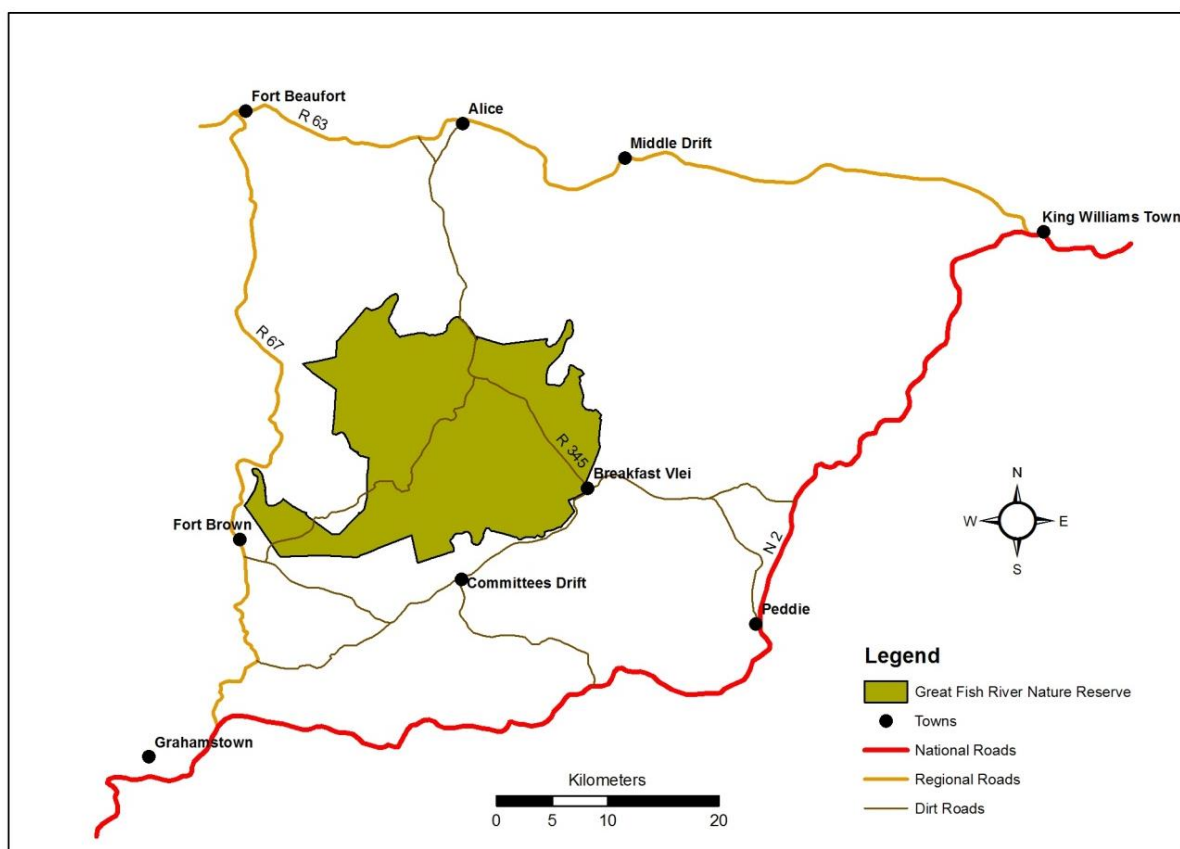 Fort Beaufort
R 63
Alice
Middle Drift
King Williams Town
R 67
R 345
Breakfast Vlei
Fort Brown
Committees Drift
N 2
Peddie
Grahamstown
N
W
E
S
Legend
Great Fish River Nature Reserve
Towns
National Roads
Regional Roads
Dirt Roads
Kilometers
0 5 10 20